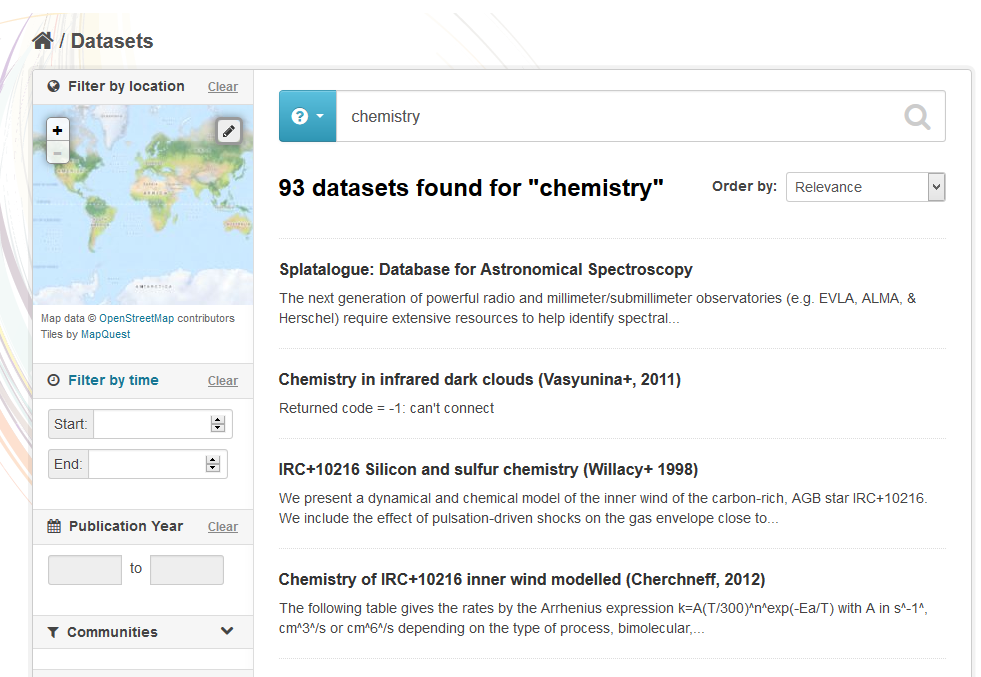 / Datasets
Filter by location Clear
+
-
Map data © OpenStreetMap contributors
Tiles by MapQuest
Filter by time Clear
Start:
End:
Publication Year Clear
to
Communities
? chemistry
93 datasets found for "chemistry" Order by: Relevance
Splatalogue: Database for Astronomical Spectroscopy
The next generation of powerful radio and millimeter/submillimeter observatories (e.g. EVLA, ALMA, &
Herschel) require extensive resources to help identify spectral...
Chemistry in infrared dark clouds (Vasyunina+, 2011)
Returned code = -1: can't connect
IRC+10216 Silicon and sulfur chemistry (Willacy+ 1998)
We present a dynamical and chemical model of the inner wind of the carbon-rich, AGB star IRC+10216.
We include the effect of pulsation-driven shocks on the gas envelope close to...
Chemistry of IRC+10216 inner wind modelled (Cherchneff, 2012)
The following table gives the rates by the Arrhenius expression k=A(T/300)^n^exp(-Ea/T) with A in s^-1^,
cm^3^/s or cm^6^/s depending on the type of process, bimolecular,...